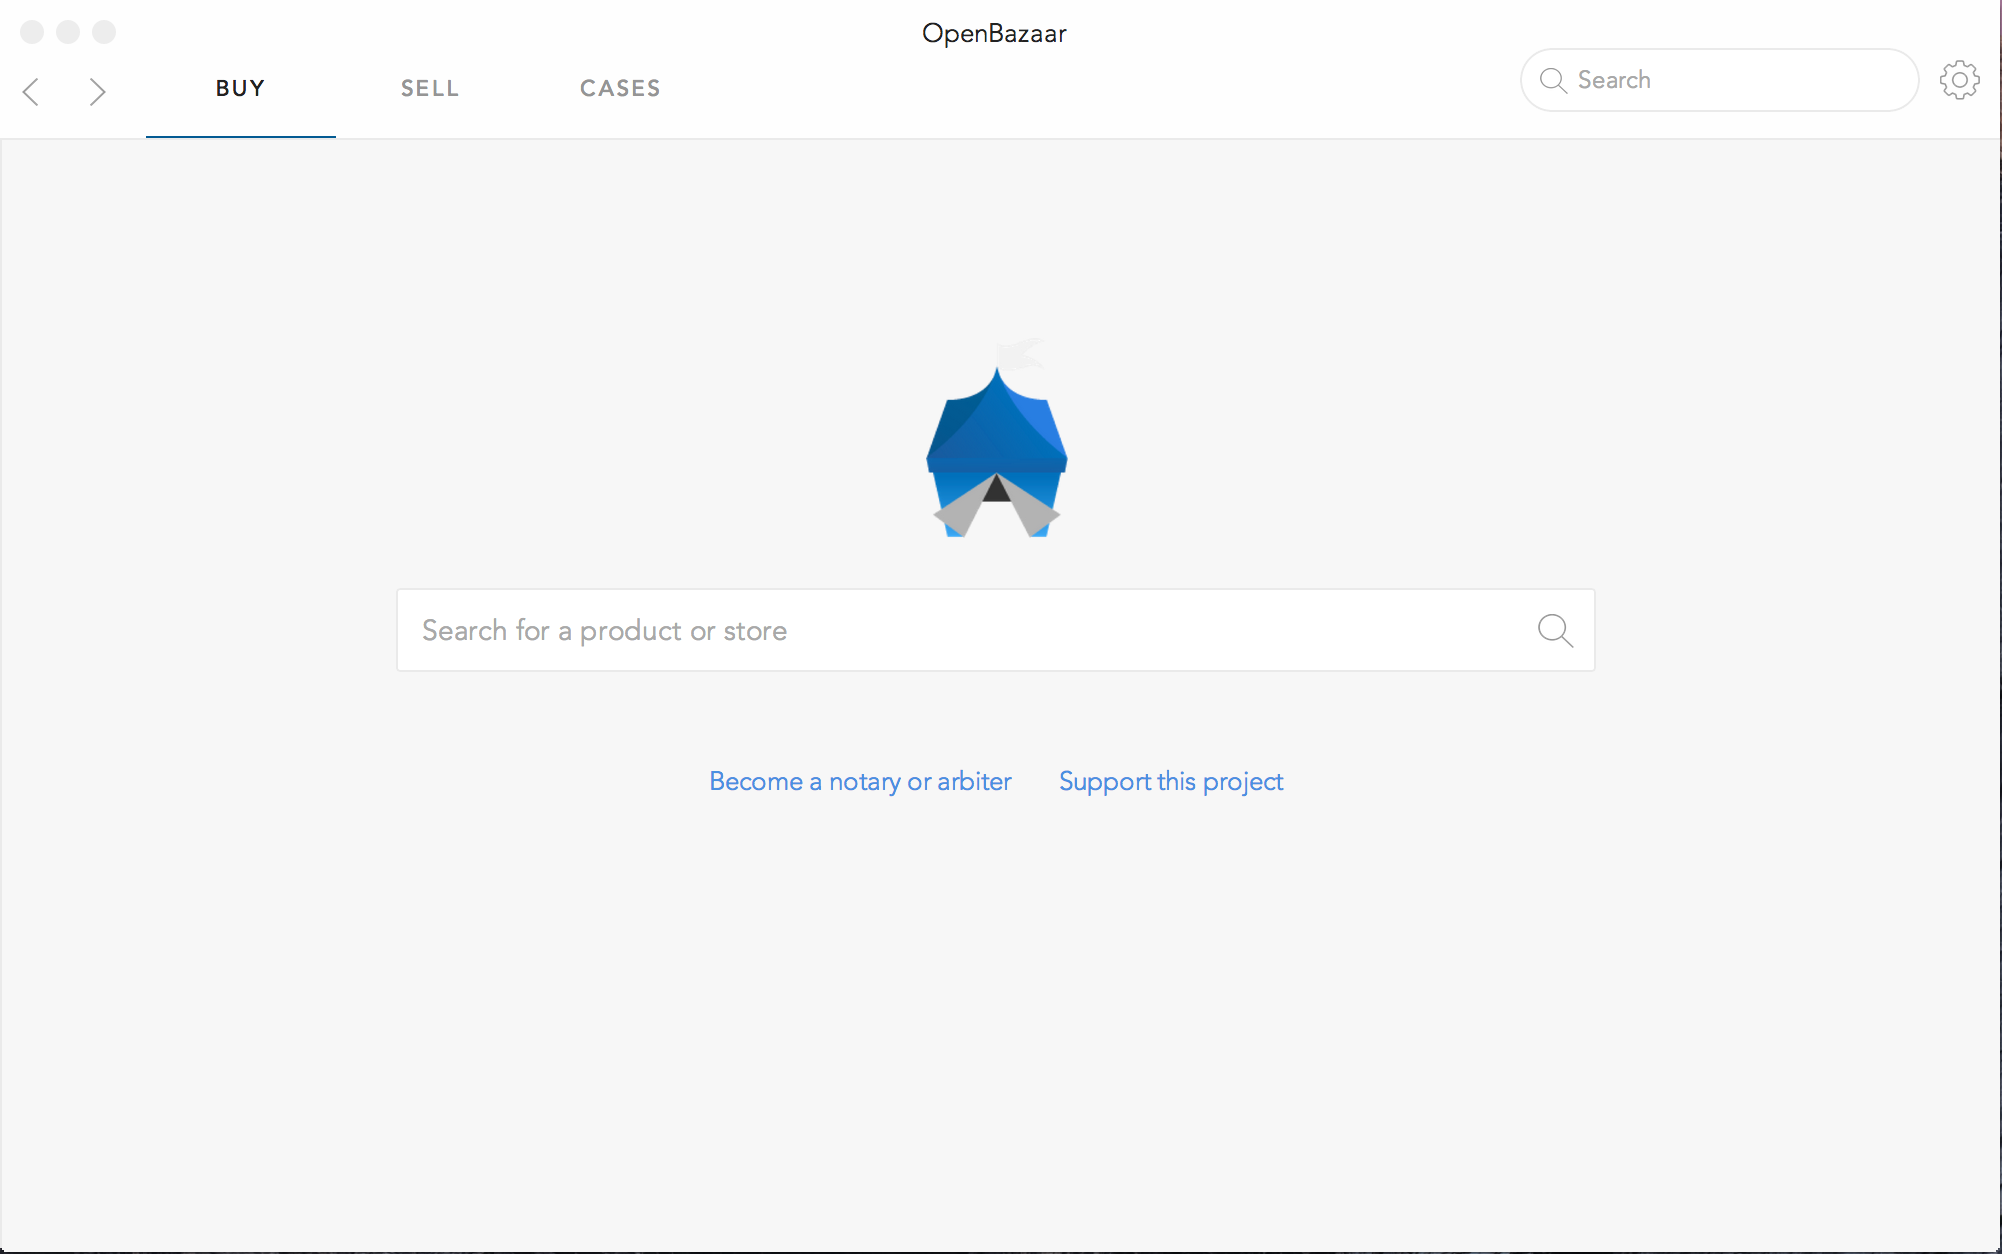 OpenBazaar
BUY SELL CASES Search
Search for a product or store
Become a notary or arbiter Support this project